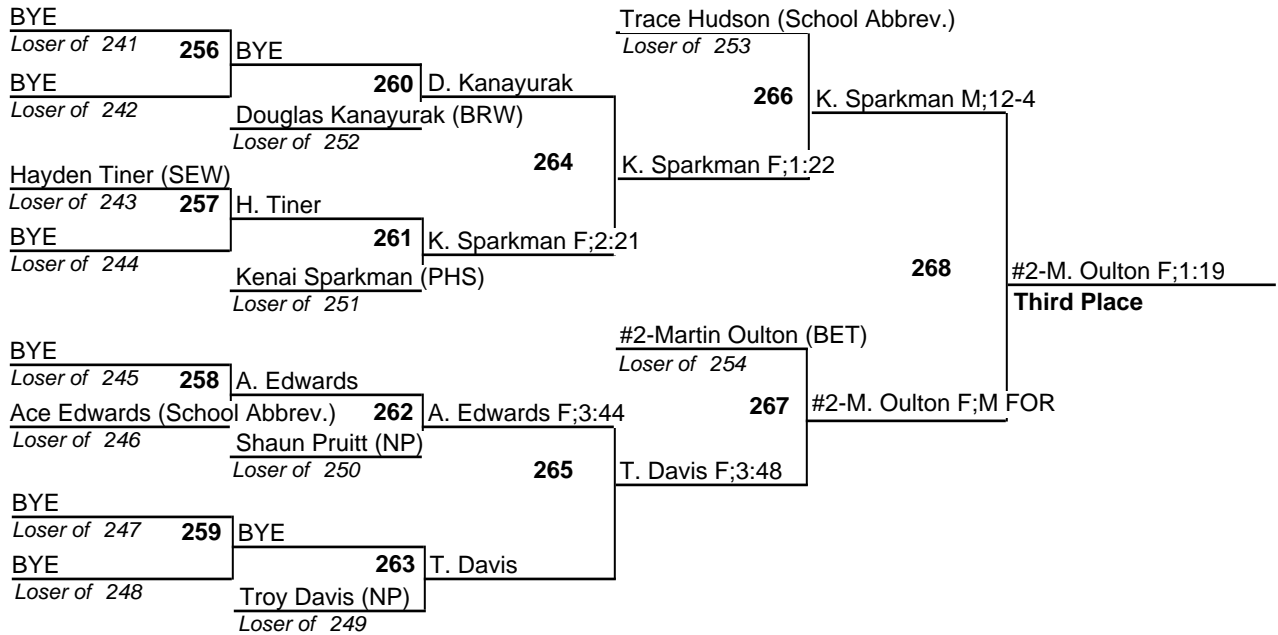 BYE
Loser of 241
256
BYE
BYE
Loser of 242
260
D. Kanayurak
Douglas Kanayurak (BRW)
Loser of 252
Hayden Tiner (SEW)
Loser of 243
257
H. Tiner
BYE
Loser of 244
261
K. Sparkman F;2:21
Kenai Sparkman (PHS)
Loser of 251
264
K. Sparkman F;1:22
Trace Hudson (School Abbrev.)
Loser of 253
266
K. Sparkman M;12-4
BYE
Loser of 245
258
A. Edwards
Ace Edwards (School Abbrev.)
Loser of 246
262
A. Edwards F;3:44
Shaun Pruitt (NP)
Loser of 250
BYE
Loser of 247
259
BYE
BYE
Loser of 248
263
T. Davis
Troy Davis (NP)
Loser of 249
265
T. Davis F;3:48
#2-Martin Oulton (BET)
Loser of 254
267
#2-M. Oulton F;M FOR
268
#2-M. Oulton F;1:19
Third Place